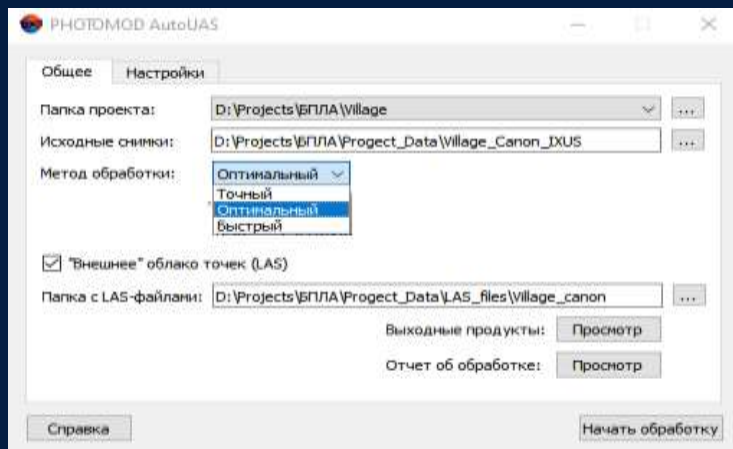 PHOTOMOD AutoUAS
Общее
Настройки
Папка проекта: D:\Projects\БПЛА\Village ...
Исходные снимки: D:\Projects\БПЛА\Progect_Data\Village_Canon_IXUS ...
Метод обработки: Оптимальный
Точный
Оптимальный
Быстрый
"Внешнее" облако точек (LAS)
Папка с LAS-файлами: D:\Projects\БПЛА\Progect_Data\LAS_files\Village_canon ...
Выходные продукты: Просмотр
Отчет об обработке: Просмотр
Справка
Начать обработку